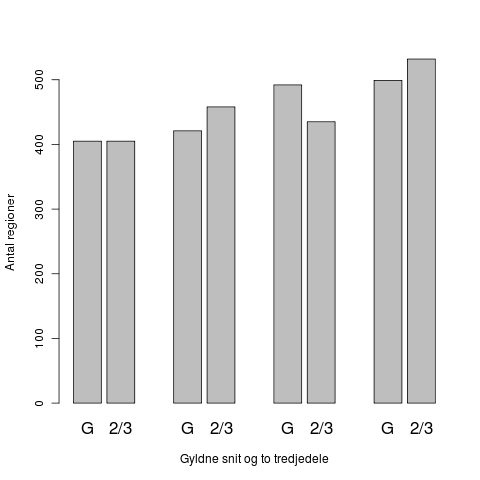 Antal regioner
500
400
300
200
100
0
G 2/3 G 2/3 G 2/3 G 2/3
Gyldne snit og to tredjedele